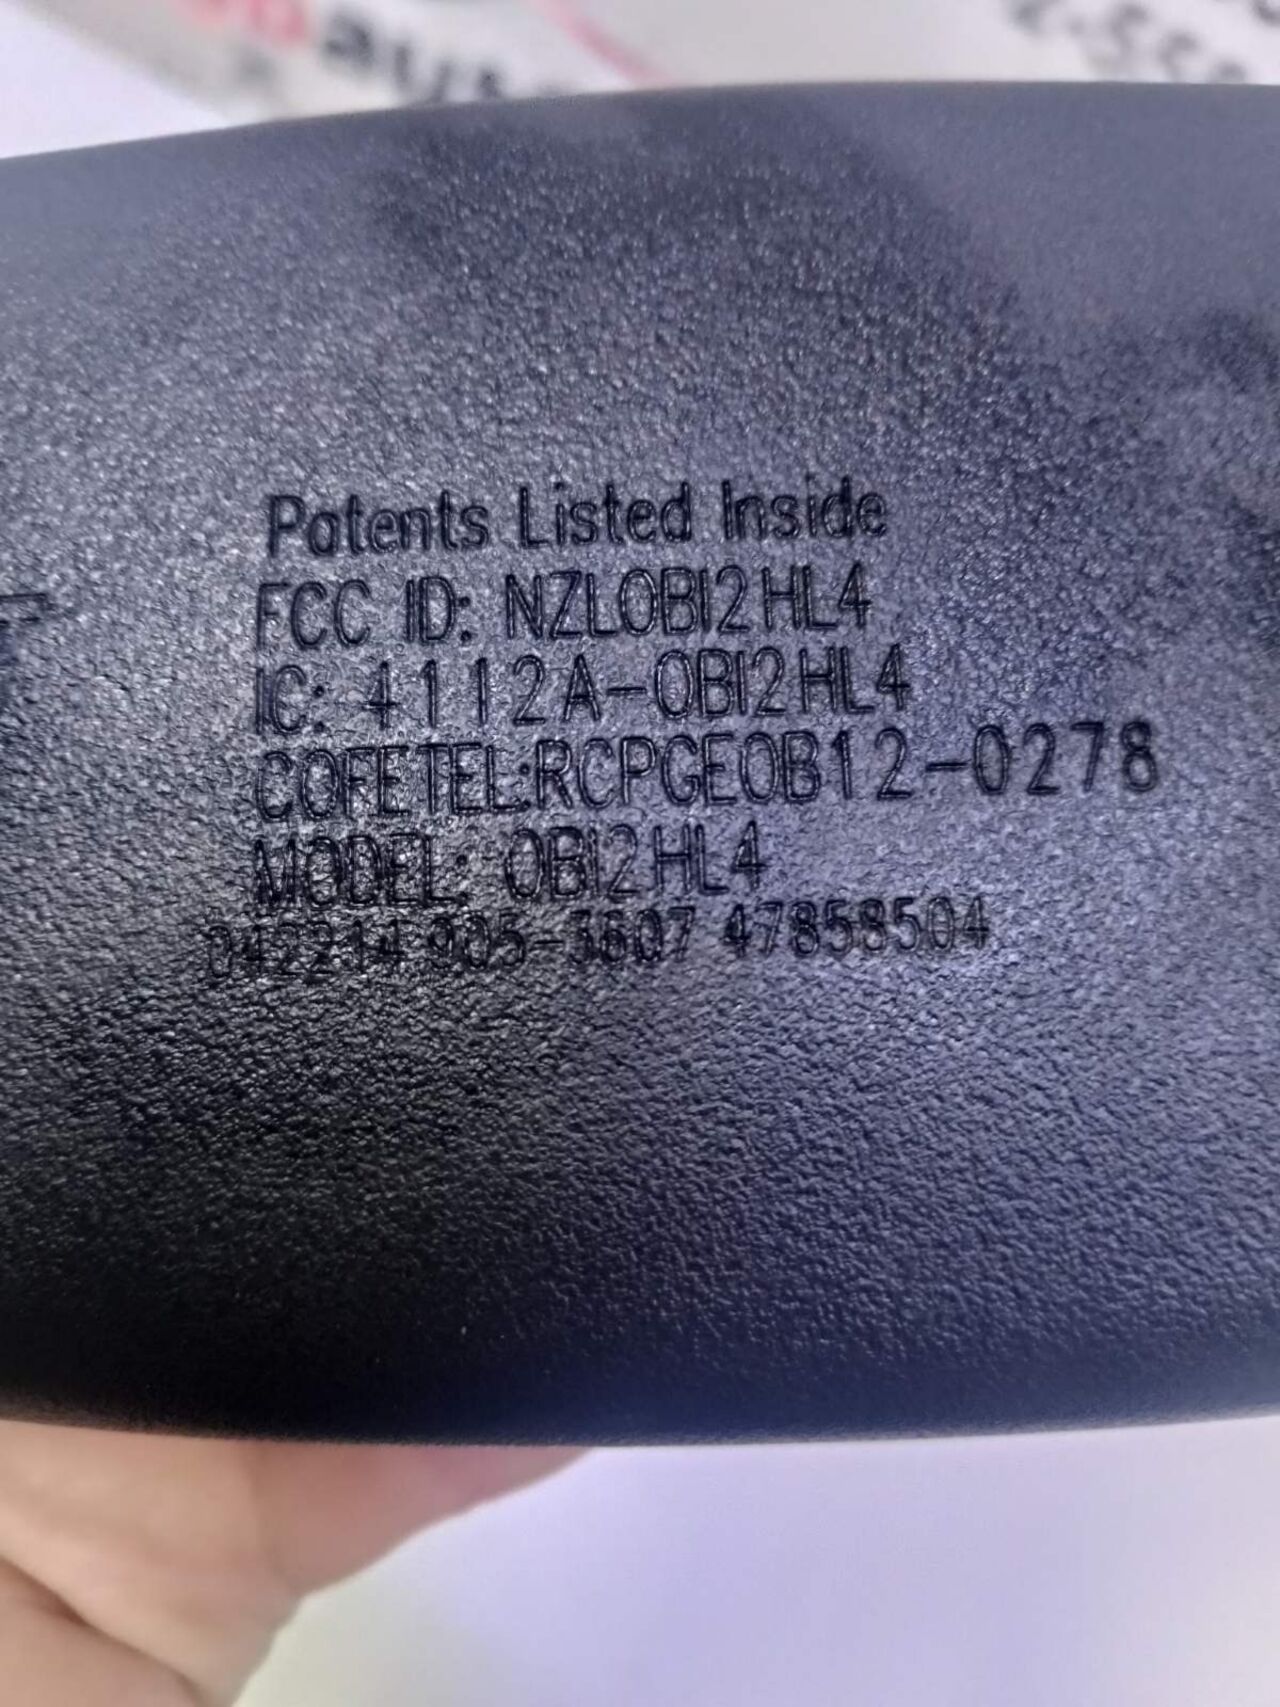 Patents Listed Inside
FCC ID: NZLOBI2HL4
IC: 4112A-OBI2HL4
COFETEL:RCPGEOB12-0278
MODEL: OBI2HL4
042214 905-3607 47858504